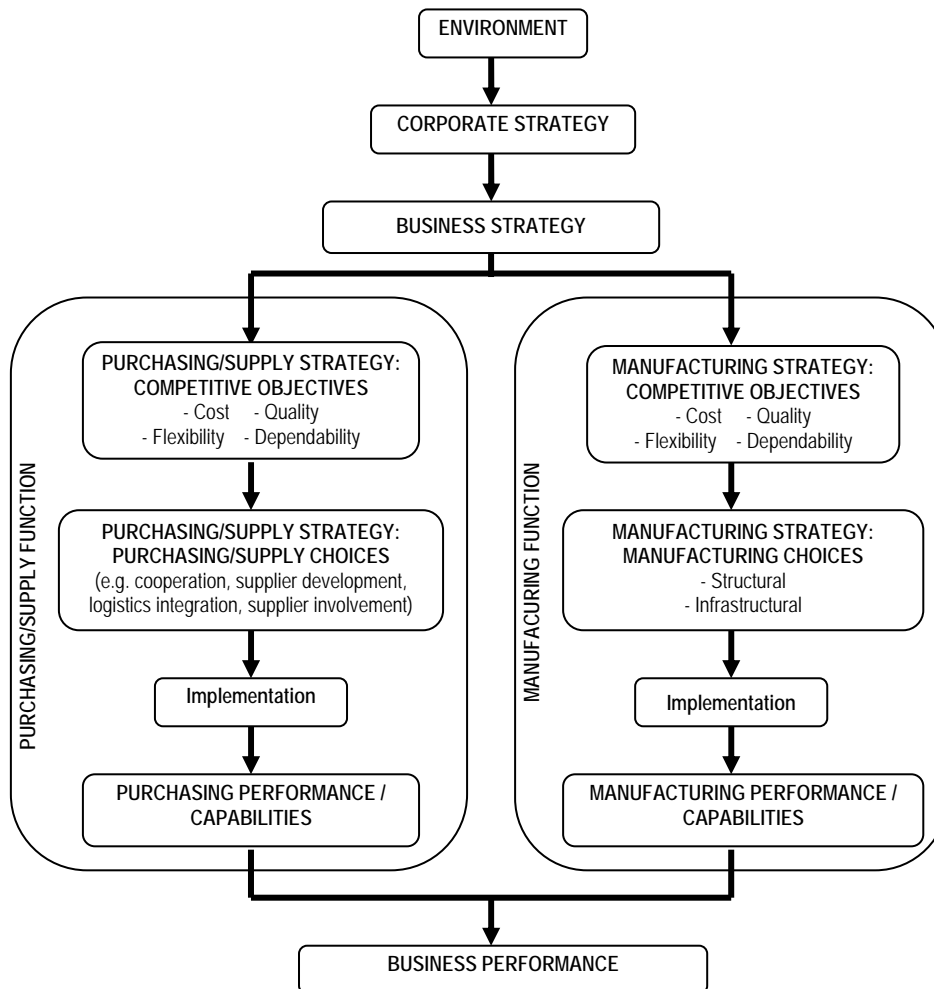 ENVIRONMENT
CORPORATE STRATEGY
BUSINESS STRATEGY
PURCHASING/SUPPLY FUNCTION
PURCHASING/SUPPLY STRATEGY:
COMPETITIVE OBJECTIVES
- Cost - Quality
- Flexibility - Dependability
PURCHASING/SUPPLY STRATEGY:
PURCHASING/SUPPLY CHOICES
(e.g. cooperation, supplier development,
logistics integration, supplier involvement)
Implementation
PURCHASING PERFORMANCE /
CAPABILITIES
MANUFACURING FUNCTION
MANUFACTURING STRATEGY:
COMPETITIVE OBJECTIVES
- Cost - Quality
- Flexibility - Dependability
MANUFACTURING STRATEGY:
MANUFACTURING CHOICES
- Structural
- Infrastructural
Implementation
MANUFACTURING PERFORMANCE /
CAPABILITIES
BUSINESS PERFORMANCE